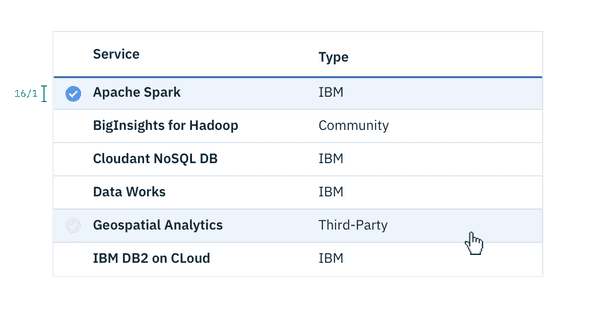 Service Type
16/1 Apache Spark IBM
BigInsights for Hadoop Community
Cloudant NoSQL DB IBM
Data Works IBM
Geospatial Analytics Third-Party
IBM DB2 on CLoud IBM